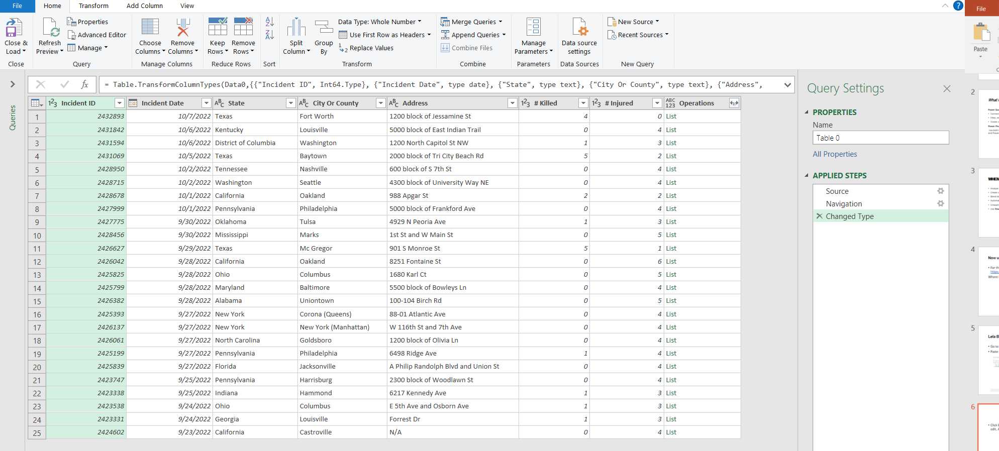 File Home Transform Add Column View
Close & Load
Close
Refresh Preview
Properties
Advanced Editor
Manage
Query
Choose Columns
Remove Columns
Manage Columns
Keep Rows
Remove Rows
Reduce Rows
Sort
Split Column
Group By
Data Type: Whole Number
Use First Row as Headers
Replace Values
Transform
Merge Queries
Append Queries
Combine Files
Combine
Manage Parameters
Parameters
Data source settings
Data Sources
New Source
Recent Sources
New Query
File
Paste
Queries
fx = Table.TransformColumnTypes(Data0,{{"Incident ID", Int64.Type}, {"Incident Date", type date}, {"State", type text}, {"City Or County", type text}, {"Address",
Incident ID Incident Date State City Or County Address # Killed # Injured Operations
1 2432893 10/7/2022 Texas Fort Worth 1200 block of Jessamine St 4 0 List
2 2431842 10/6/2022 Kentucky Louisville 5000 block of East Indian Trail 0 4 List
3 2431594 10/6/2022 District of Columbia Washington 1200 North Capitol St NW 1 3 List
4 2431069 10/5/2022 Texas Baytown 2000 block of Tri City Beach Rd 5 2 List
5 2428950 10/2/2022 Tennessee Nashville 600 block of S 7th St 0 4 List
6 2428715 10/2/2022 Washington Seattle 4300 block of University Way NE 0 4 List
7 2428678 10/1/2022 California Oakland 988 Apgar St 2 2 List
8 2427999 10/1/2022 Pennsylvania Philadelphia 5000 block of Frankford Ave 0 4 List
9 2427775 9/30/2022 Oklahoma Tulsa 4929 N Peoria Ave 1 3 List
10 2428456 9/30/2022 Mississippi Marks 1st St and W Main St 0 5 List
11 2426627 9/29/2022 Texas Mc Gregor 901 S Monroe St 5 1 List
12 2426042 9/28/2022 California Oakland 8251 Fontaine St 0 6 List
13 2425825 9/28/2022 Ohio Columbus 1680 Karl Ct 0 5 List
14 2425799 9/28/2022 Maryland Baltimore 5500 block of Bowleys Ln 0 4 List
15 2426382 9/28/2022 Alabama Uniontown 100-104 Birch Rd 0 5 List
16 2425393 9/27/2022 New York Corona (Queens) 88-01 Atlantic Ave 0 4 List
17 2426137 9/27/2022 New York New York (Manhattan) W 116th St and 7th Ave 0 4 List
18 2426061 9/27/2022 North Carolina Goldsboro 1200 block of Olivia Ln 0 4 List
19 2425199 9/27/2022 Pennsylvania Philadelphia 6498 Ridge Ave 1 4 List
20 2425839 9/27/2022 Florida Jacksonville A Philip Randolph Blvd and Union St 0 4 List
21 2423747 9/25/2022 Pennsylvania Harrisburg 2300 block of Woodlawn St 0 4 List
22 2423338 9/25/2022 Indiana Hammond 6217 Kennedy Ave 1 3 List
23 2423538 9/24/2022 Ohio Columbus E 5th Ave and Osborn Ave 1 3 List
24 2423331 9/24/2022 Georgia Louisville Forrest Dr 1 3 List
25 2424602 9/23/2022 California Castroville N/A 0 4 List
Query Settings
PROPERTIES
Name
Table 0
All Properties
APPLIED STEPS
Source
Navigation
Changed Type
2
What
3
WHEN
4
Now u
• For th
https:
Where
5
Leta B
• Go to
• Paste
6
• Click
edit,